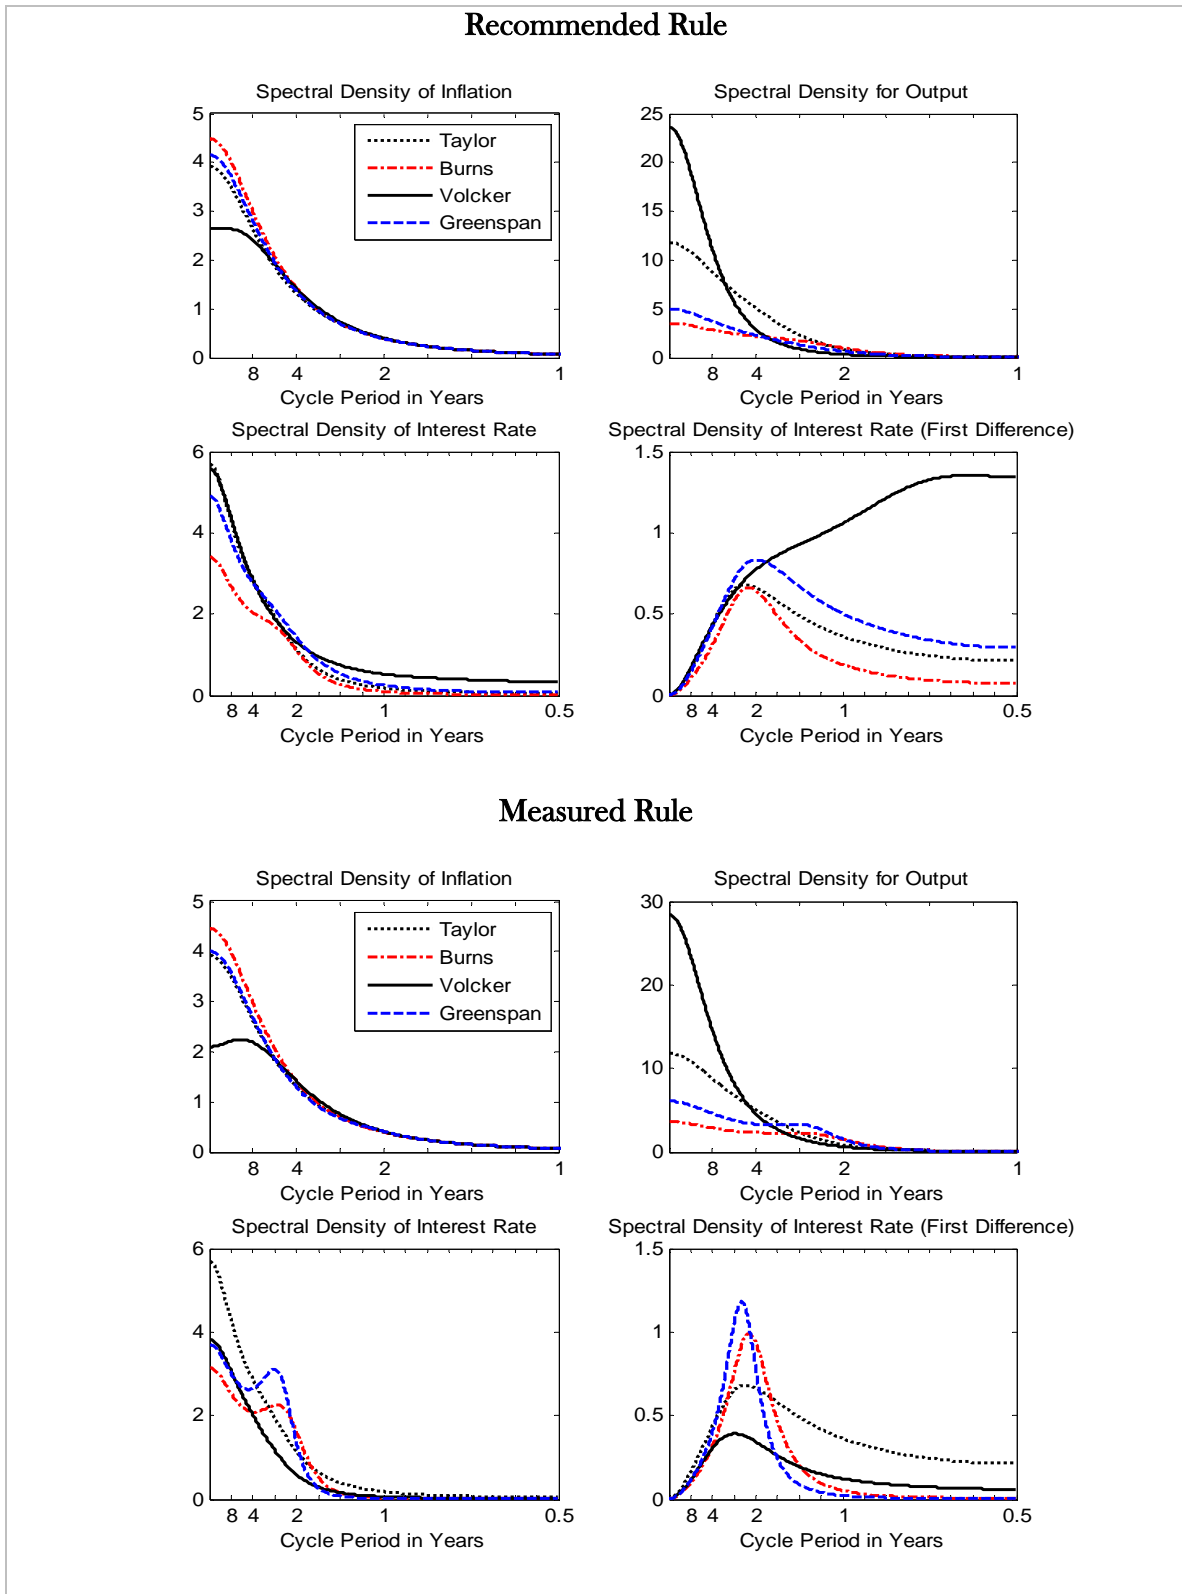 Recommended Rule
Spectral Density of Inflation
5
4
3
2
1
0
8 4 2 1
Cycle Period in Years
Taylor
Burns
Volcker
Greenspan
Spectral Density for Output
25
20
15
10
5
0
8 4 2 1
Cycle Period in Years
Spectral Density of Interest Rate
6
4
2
0
8 4 2 1 0.5
Cycle Period in Years
Spectral Density of Interest Rate (First Difference)
1.5
1
0.5
0
8 4 2 1 0.5
Cycle Period in Years
Measured Rule
Spectral Density of Inflation
5
4
3
2
1
0
8 4 2 1
Cycle Period in Years
Taylor
Burns
Volcker
Greenspan
Spectral Density for Output
30
20
10
0
8 4 2 1
Cycle Period in Years
Spectral Density of Interest Rate
6
4
2
0
8 4 2 1 0.5
Cycle Period in Years
Spectral Density of Interest Rate (First Difference)
1.5
1
0.5
0
8 4 2 1 0.5
Cycle Period in Years